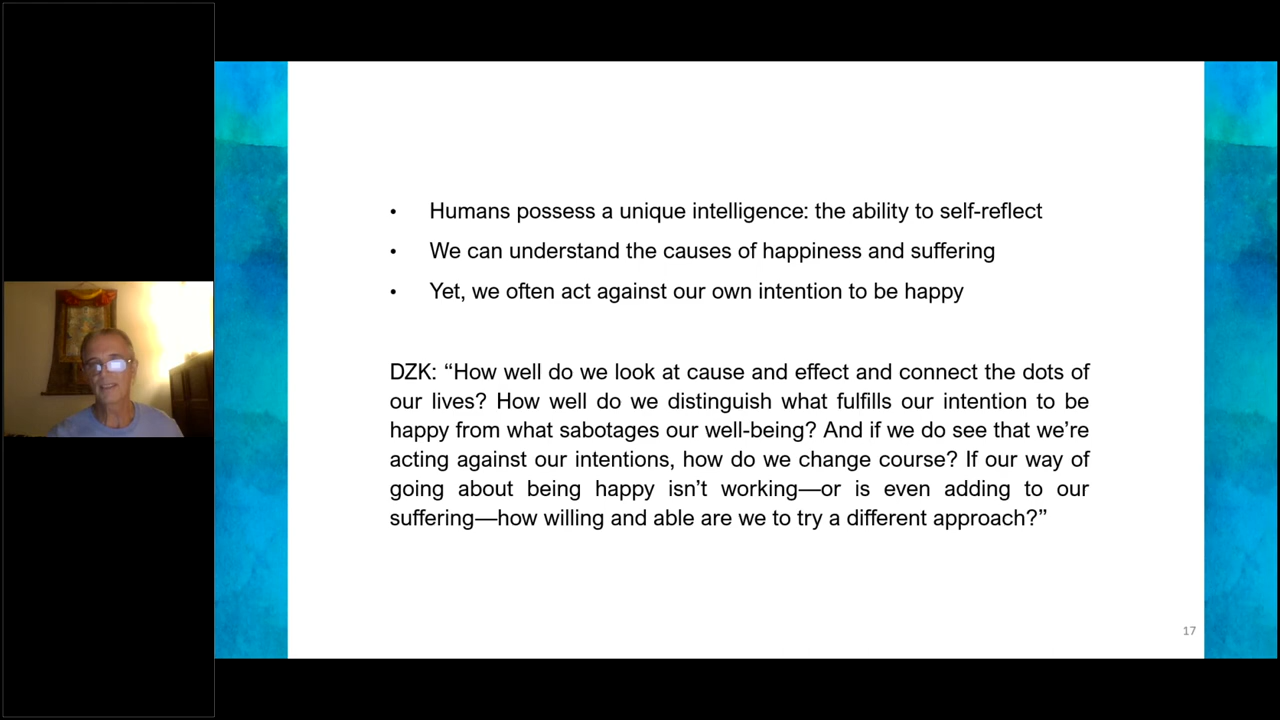 • Humans possess a unique intelligence: the ability to self-reflect
• We can understand the causes of happiness and suffering
• Yet, we often act against our own intention to be happy
DZK: “How well do we look at cause and effect and connect the dots of
our lives? How well do we distinguish what fulfills our intention to be
happy from what sabotages our well-being? And if we do see that we’re
acting against our intentions, how do we change course? If our way of
going about being happy isn’t working—or is even adding to our
suffering—how willing and able are we to try a different approach?”
17